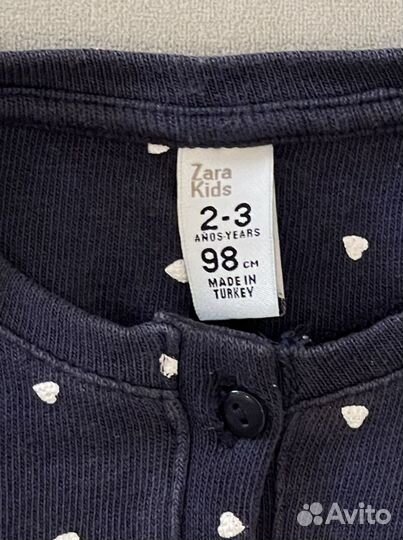 Zara
Kids
2-3
AÑOS-YEARS
98 CM
MADE IN
TURKEY
Avito